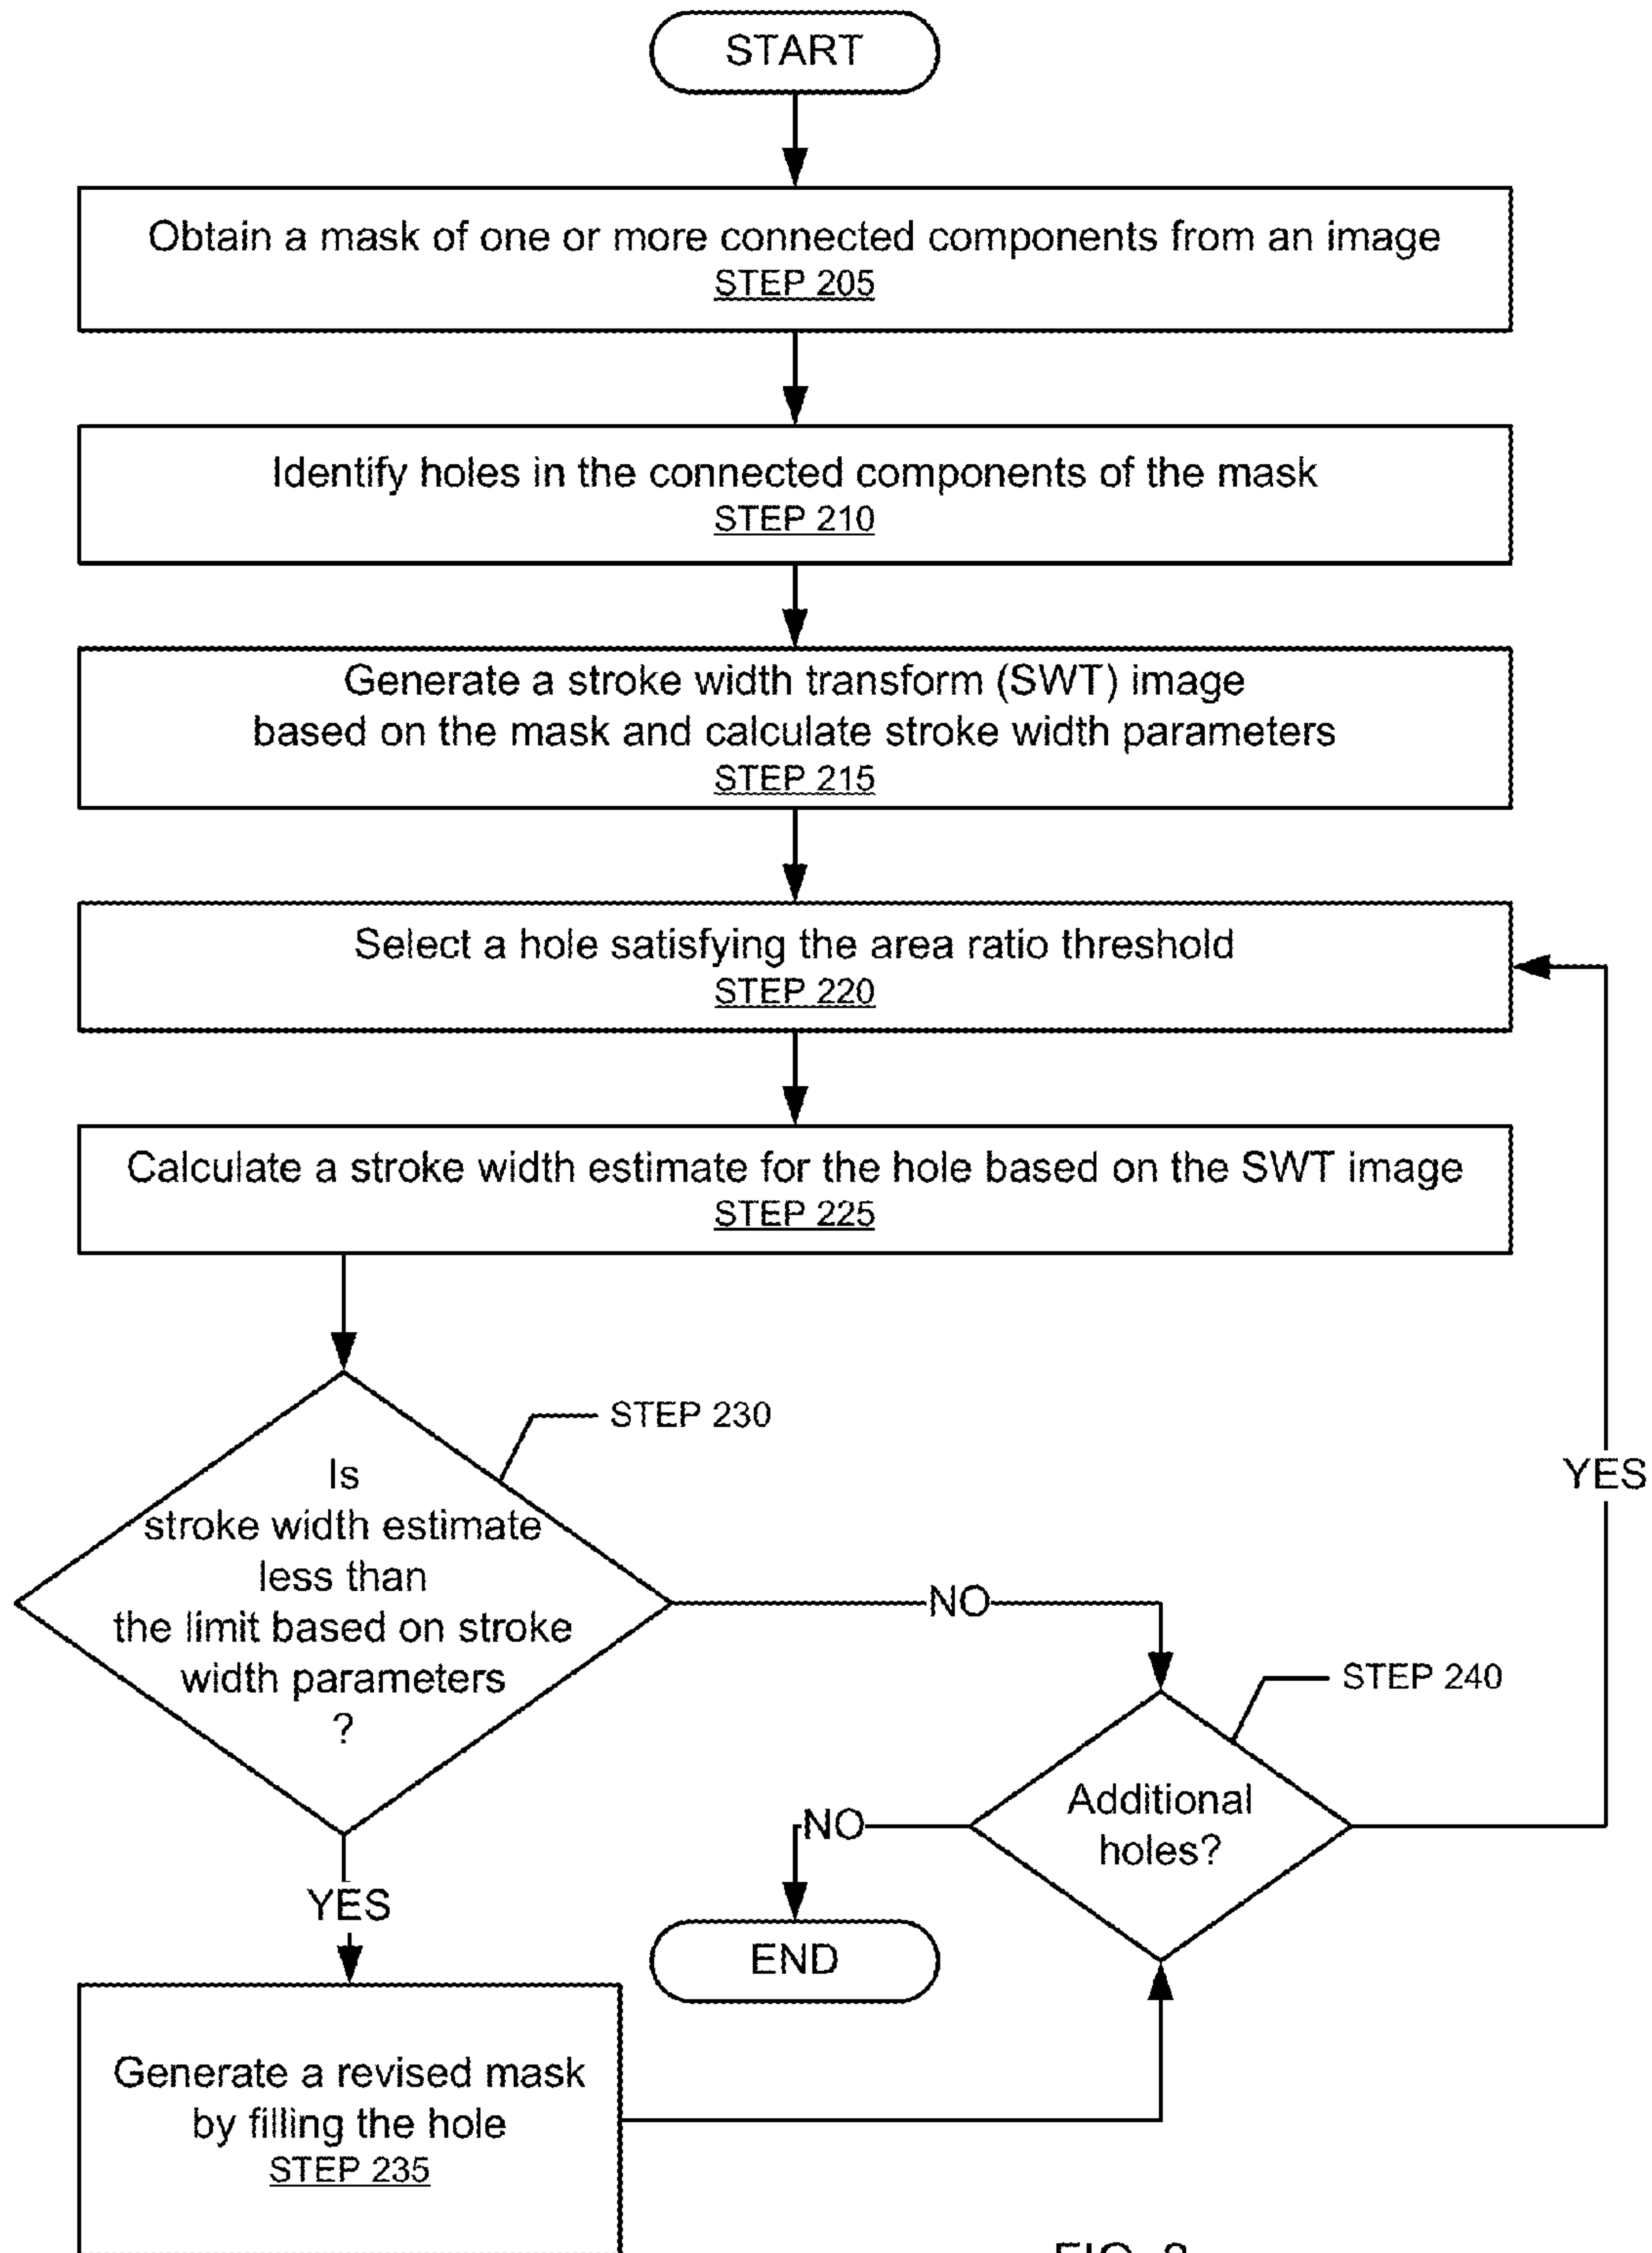 START
Obtain a mask of one or more connected components from an image
STEP 205
Identify holes in the connected components of the mask
STEP 210
Generate a stroke width transform (SWT) image
based on the mask and calculate stroke width parameters
STEP 215
Select a hole satisfying the area ratio threshold
STEP 220
Calculate a stroke width estimate for the hole based on the SWT image
STEP 225
STEP 230
Is
stroke width estimate
less than
the limit based on stroke
width parameters
?
YES
NO
STEP 240
Additional
holes?
NO
YES
END
Generate a revised mask
by filling the hole
STEP 235
FIG.